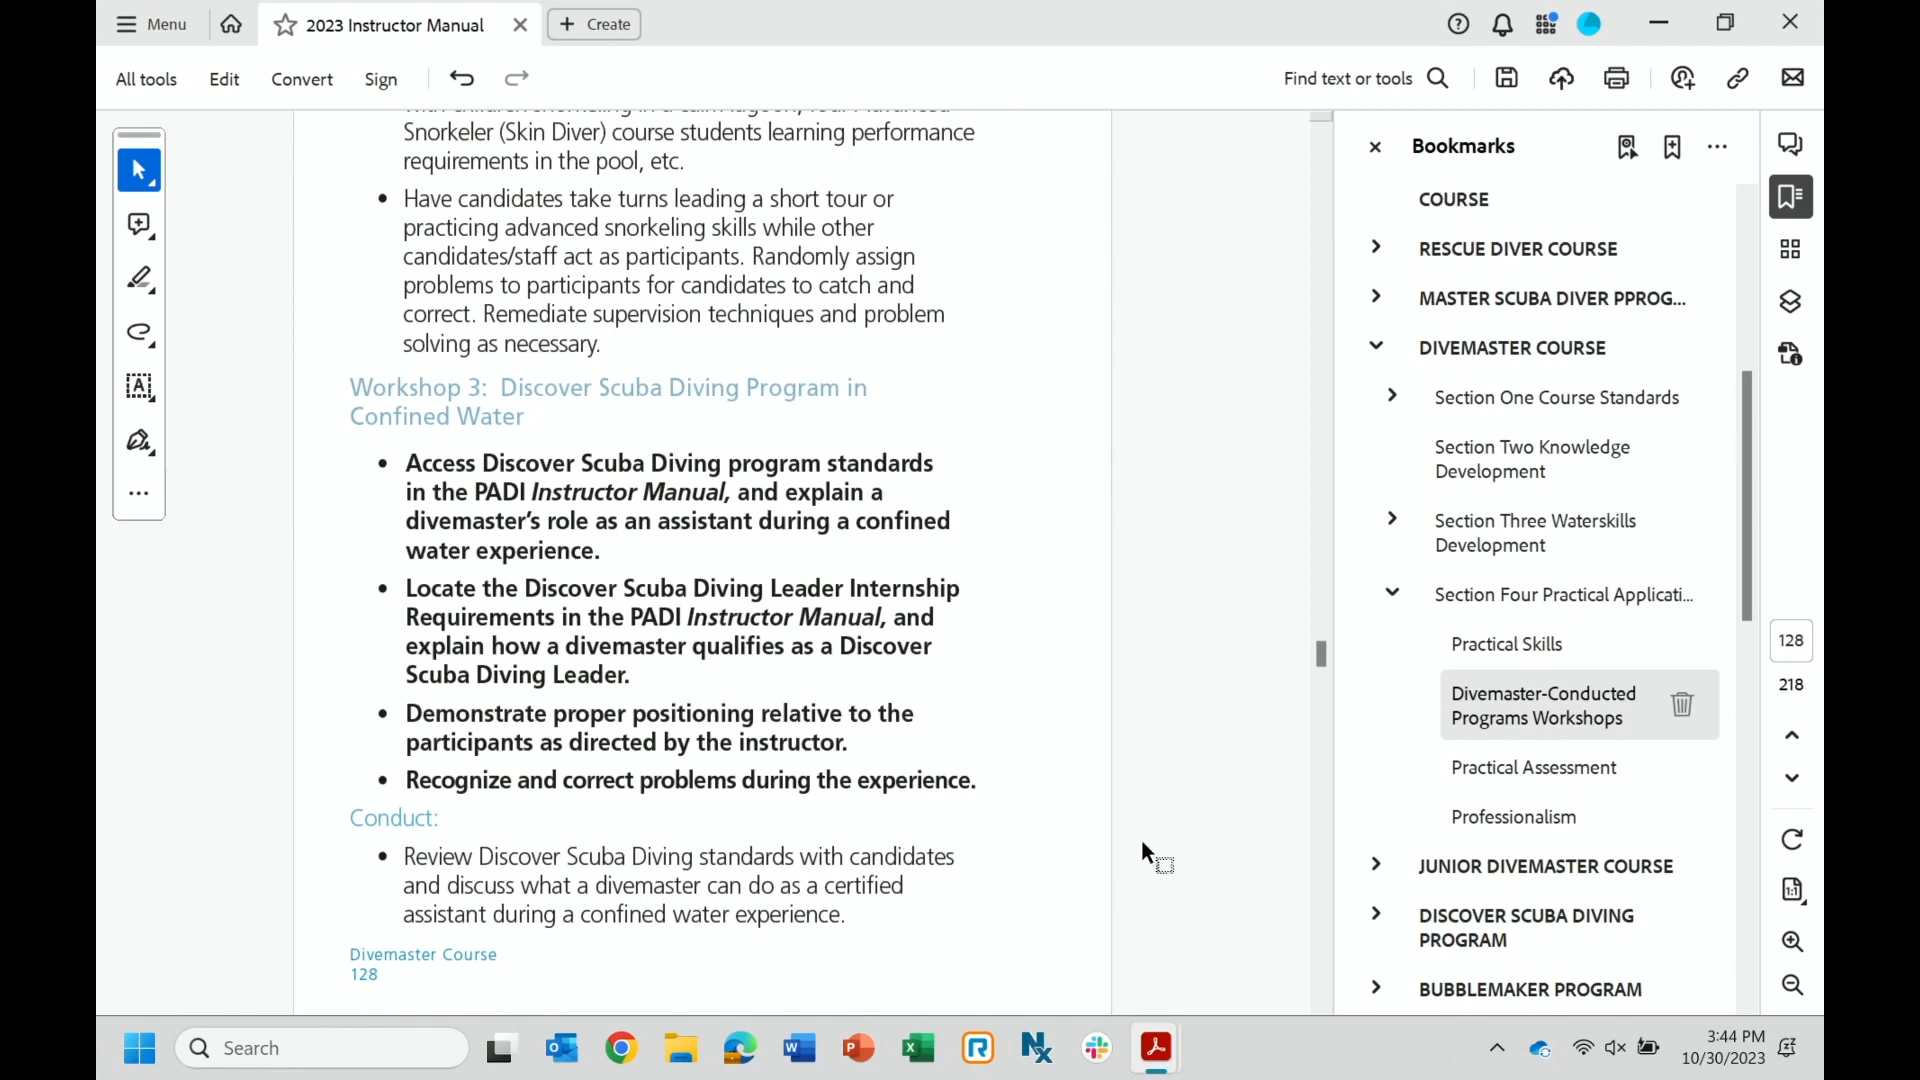 Menu
2023 Instructor Manual
Create
All tools
Edit
Convert
Sign
Find text or tools
Snorkeler (Skin Diver) course students learning performance
requirements in the pool, etc.
• Have candidates take turns leading a short tour or
practicing advanced snorkeling skills while other
candidates/staff act as participants. Randomly assign
problems to participants for candidates to catch and
correct. Remediate supervision techniques and problem
solving as necessary.
Workshop 3: Discover Scuba Diving Program in
Confined Water
• Access Discover Scuba Diving program standards
in the PADI Instructor Manual, and explain a
divemaster's role as an assistant during a confined
water experience.
• Locate the Discover Scuba Diving Leader Internship
Requirements in the PADI Instructor Manual, and
explain how a divemaster qualifies as a Discover
Scuba Diving Leader.
• Demonstrate proper positioning relative to the
participants as directed by the instructor.
• Recognize and correct problems during the experience.
Conduct:
• Review Discover Scuba Diving standards with candidates
and discuss what a divemaster can do as a certified
assistant during a confined water experience.
Divemaster Course
128
Bookmarks
COURSE
RESCUE DIVER COURSE
MASTER SCUBA DIVER PPROG...
DIVEMASTER COURSE
Section One Course Standards
Section Two Knowledge
Development
Section Three Waterskills
Development
Section Four Practical Applicati...
Practical Skills
Divemaster-Conducted
Programs Workshops
Practical Assessment
Professionalism
JUNIOR DIVEMASTER COURSE
DISCOVER SCUBA DIVING
PROGRAM
BUBBLEMAKER PROGRAM
128
218
Search
3:44 PM
10/30/2023